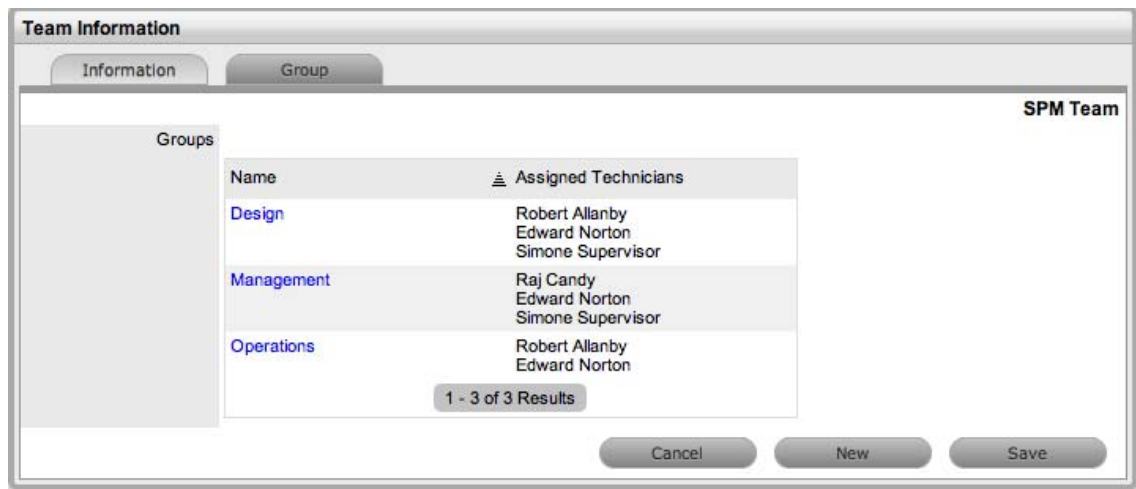 Team Information
Information Group
SPM Team
Groups
Name Assigned Technicians
Design Robert Allanby
Edward Norton
Simone Supervisor
Management Raj Candy
Edward Norton
Simone Supervisor
Operations Robert Allanby
Edward Norton
1 - 3 of 3 Results
Cancel New Save